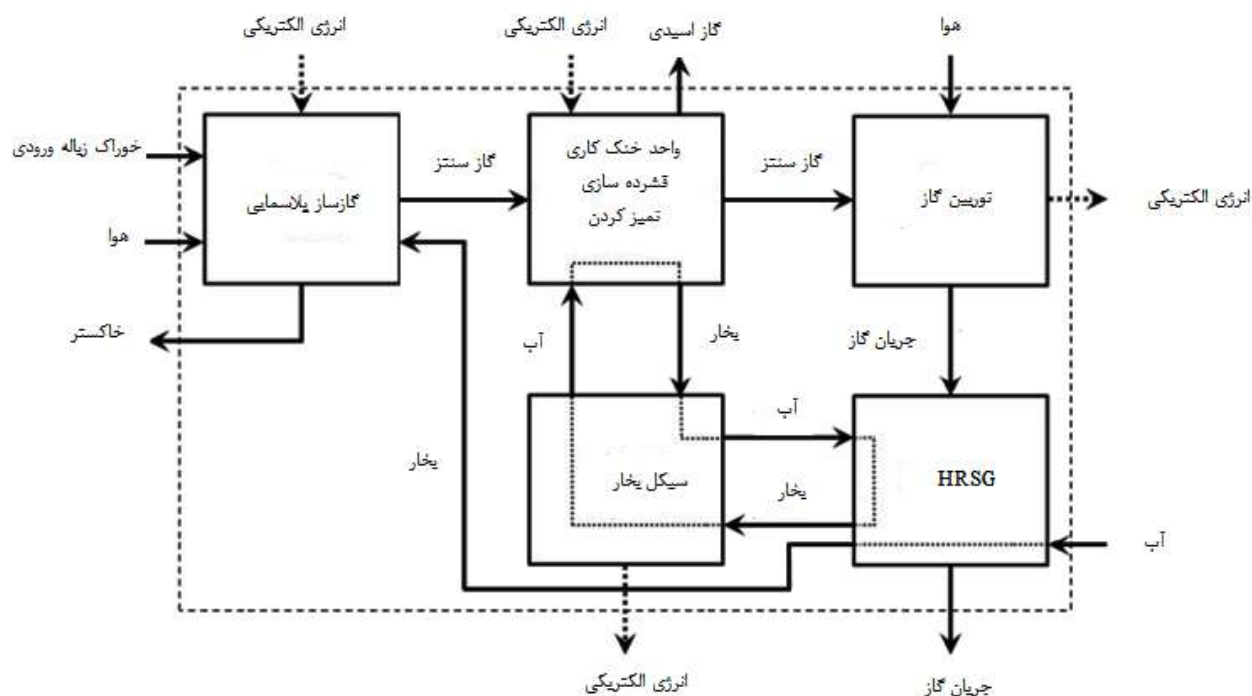 انرژی الکتریکی
انرژی الکتریکی
گاز اسیدی
هوا
خوراک زباله ورودی
هوا
گازساز پلاسمایی
گاز سنتز
واحد خنک کاری
قشرده سازی
تمیز کردن
گاز سنتز
توربین گاز
انرژی الکتریکی
خاکستر
آب
بخار
جریان گاز
آب
بخار
سیکل بخار
بخار
HRSG
آب
انرژی الکتریکی
جریان گاز